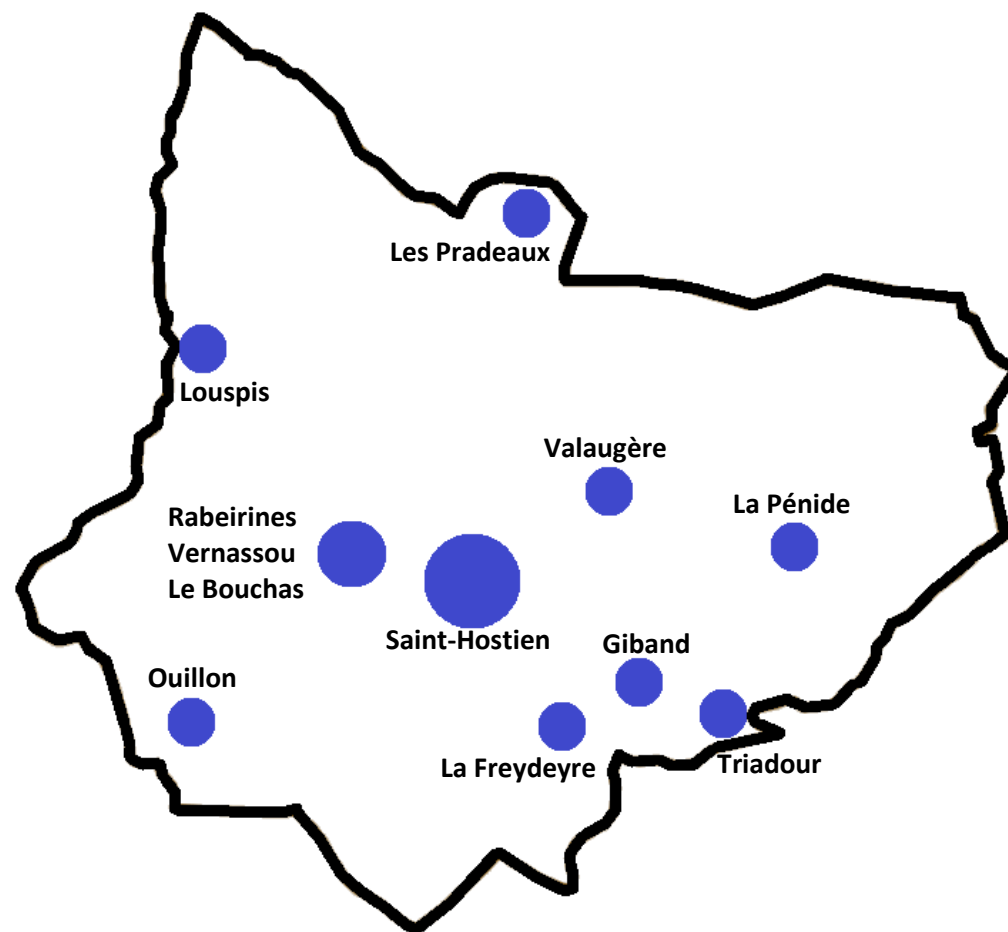 Les Pradeaux
Louspis
Valaugère
La Pénide
Rabeirines
Vernassou
Le Bouchas
Saint-Hostien
Giband
Ouillon
La Freydeyre
Triadour